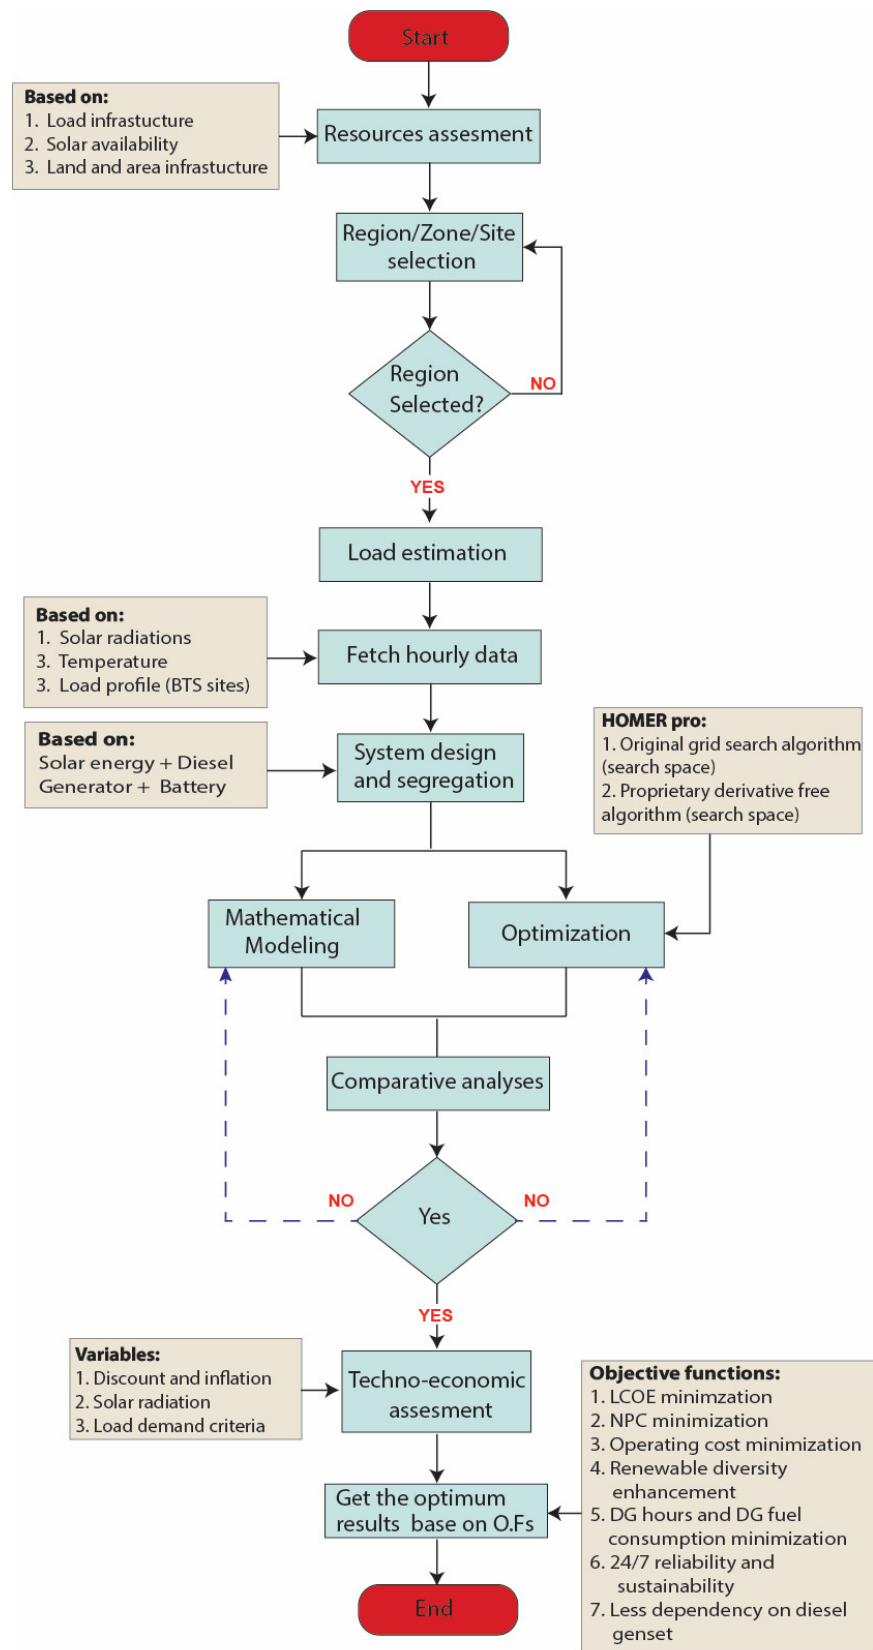 Start
Based on:
1. Load infrastucture
2. Solar availability
3. Land and area infrastucture
Resources assesment
Region/Zone/Site
selection
Region
Selected?
NO
YES
Load estimation
Based on:
1. Solar radiations
3. Temperature
3. Load profile (BTS sites)
Fetch hourly data
Based on:
Solar energy + Diesel
Generator + Battery
System design
and segregation
HOMER pro:
1. Original grid search algorithm
(search space)
2. Proprietary derivative free
algorithm (search space)
Mathematical
Modeling
Optimization
Comparative analyses
NO
Yes
NO
YES
Variables:
1. Discount and inflation
2. Solar radiation
3. Load demand criteria
Techno-economic
assesment
Objective functions:
1. LCOE minimzation
2. NPC minimization
3. Operating cost minimization
4. Renewable diversity
enhancement
5. DG hours and DG fuel
consumption minimization
6. 24/7 reliability and
sustainability
7. Less dependency on diesel
genset
Get the optimum
results base on O.Fs
End